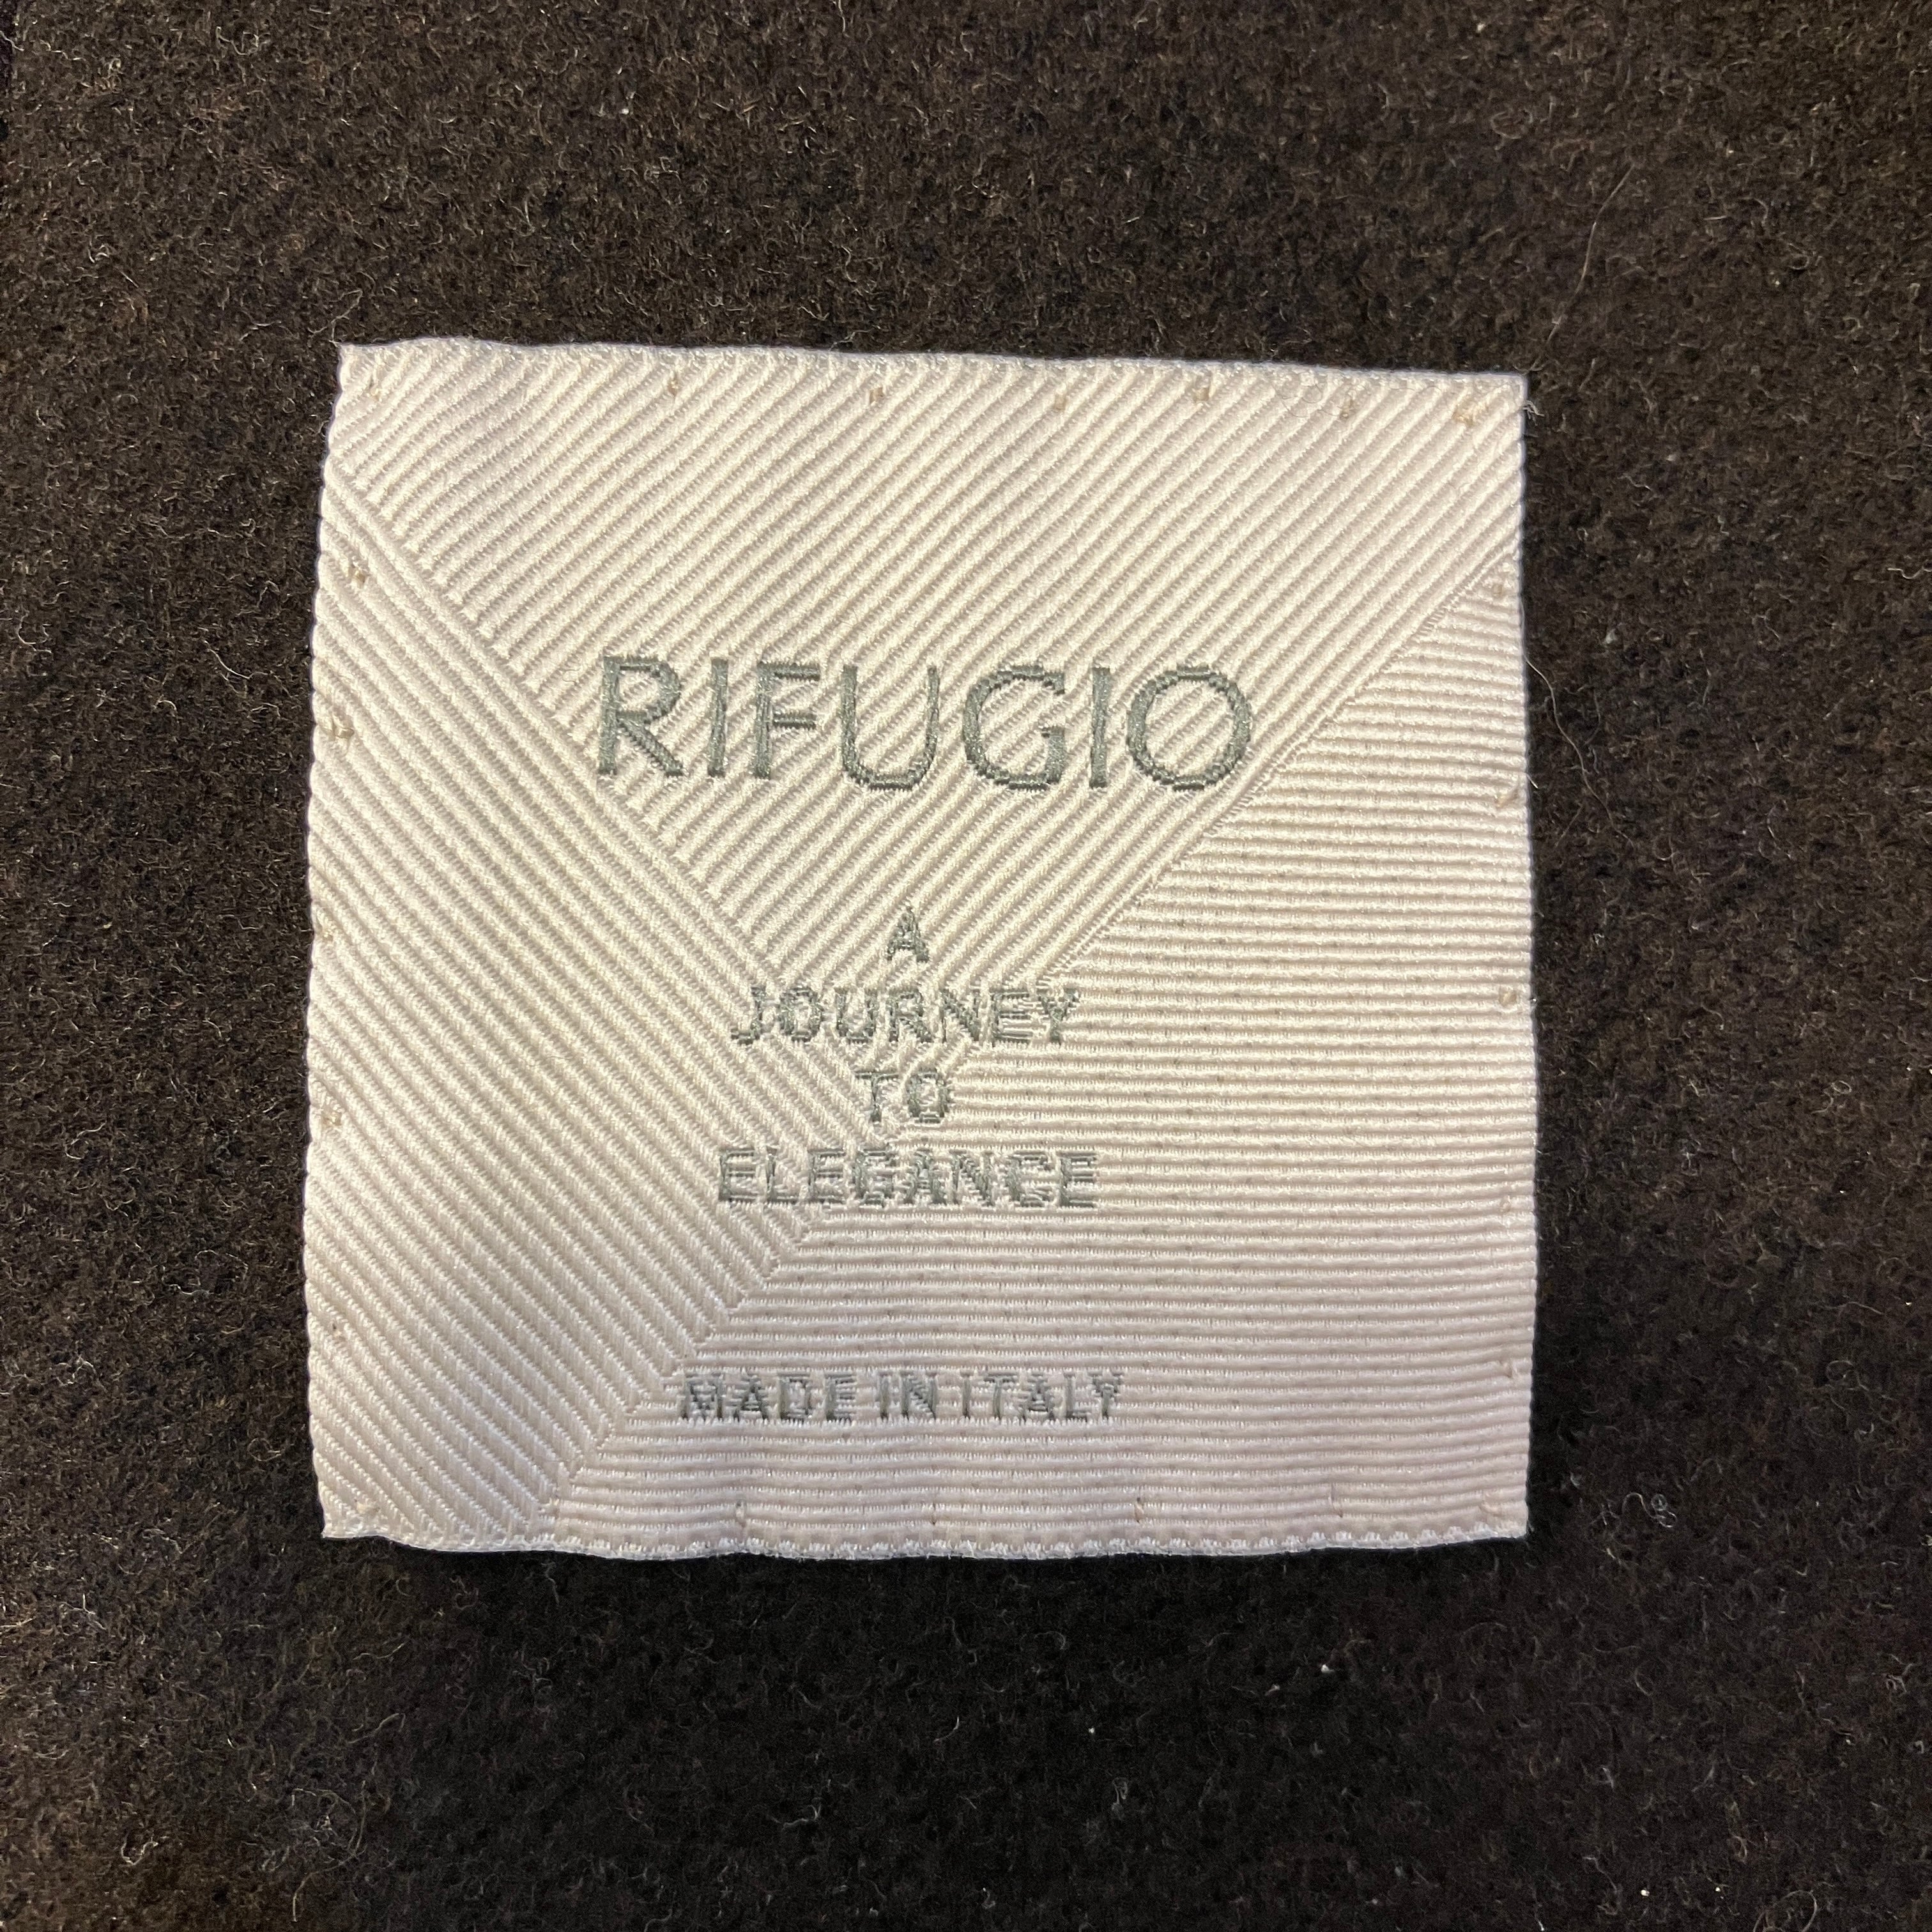 RIFUGIO
A
JOURNEY
TO
ELEGANCE
MADE IN ITALY